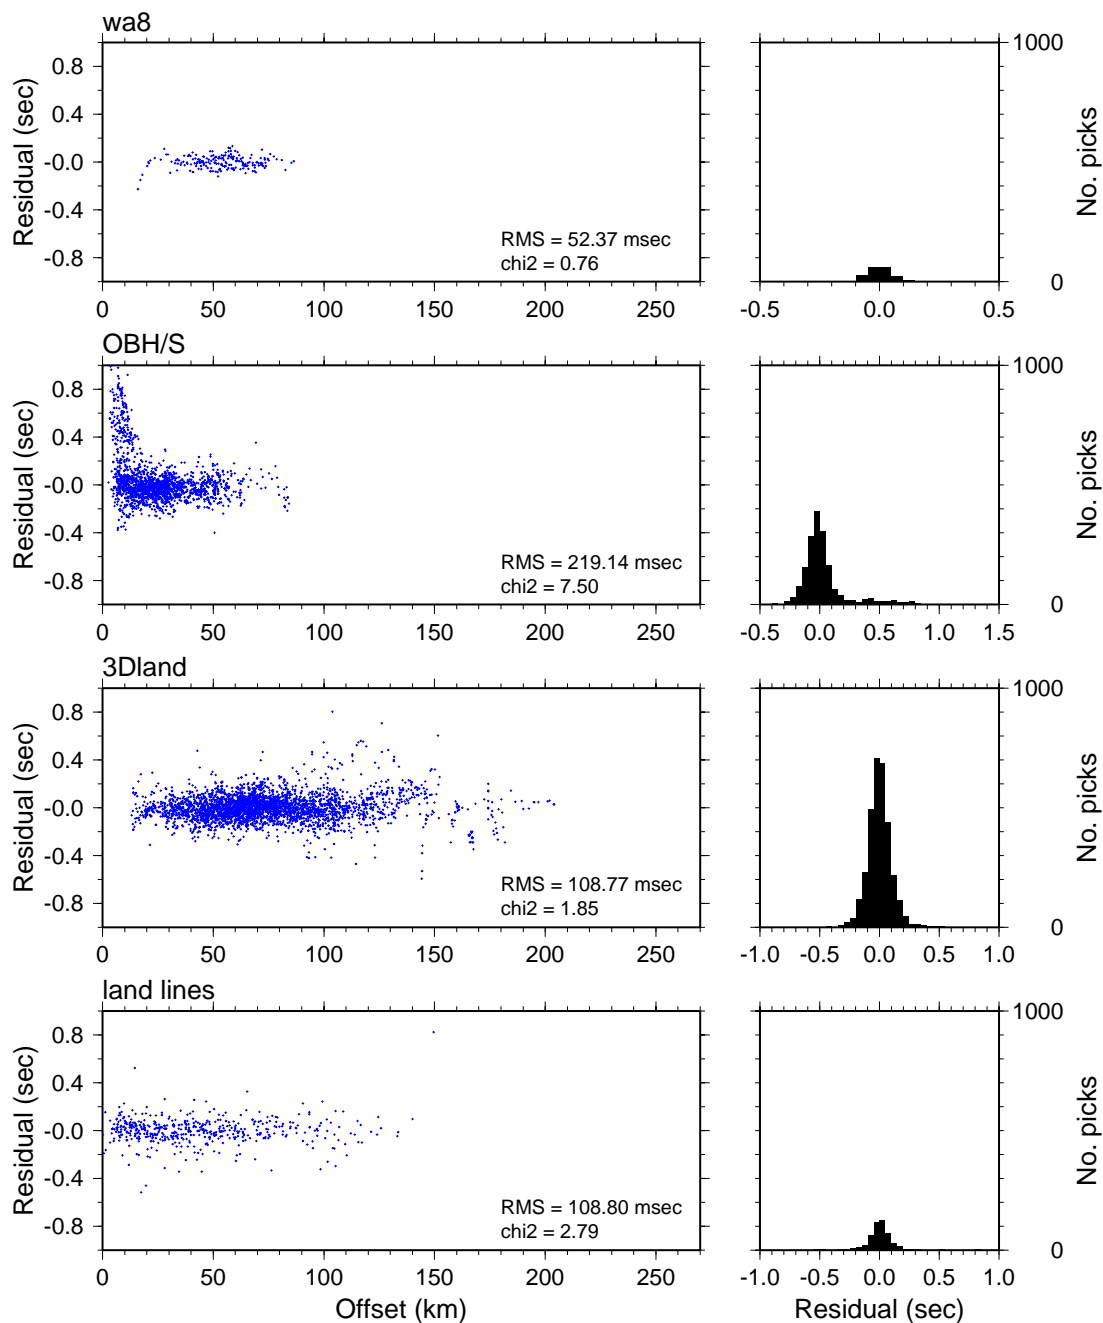 wa8
Residual (sec)
0.8
0.4
-0.0
-0.4
-0.8
RMS = 52.37 msec
chi2 = 0.76
0 50 100 150 200 250
1000
No. picks
0
-0.5 0.0 0.5
OBH/S
Residual (sec)
0.8
0.4
-0.0
-0.4
-0.8
RMS = 219.14 msec
chi2 = 7.50
0 50 100 150 200 250
1000
No. picks
0
-0.5 0.0 0.5 1.0 1.5
3Dland
Residual (sec)
0.8
0.4
-0.0
-0.4
-0.8
RMS = 108.77 msec
chi2 = 1.85
0 50 100 150 200 250
1000
No. picks
0
-1.0 -0.5 0.0 0.5 1.0
land lines
Residual (sec)
0.8
0.4
-0.0
-0.4
-0.8
RMS = 108.80 msec
chi2 = 2.79
0 50 100 150 200 250
Offset (km)
1000
No. picks
0
-1.0 -0.5 0.0 0.5 1.0
Residual (sec)